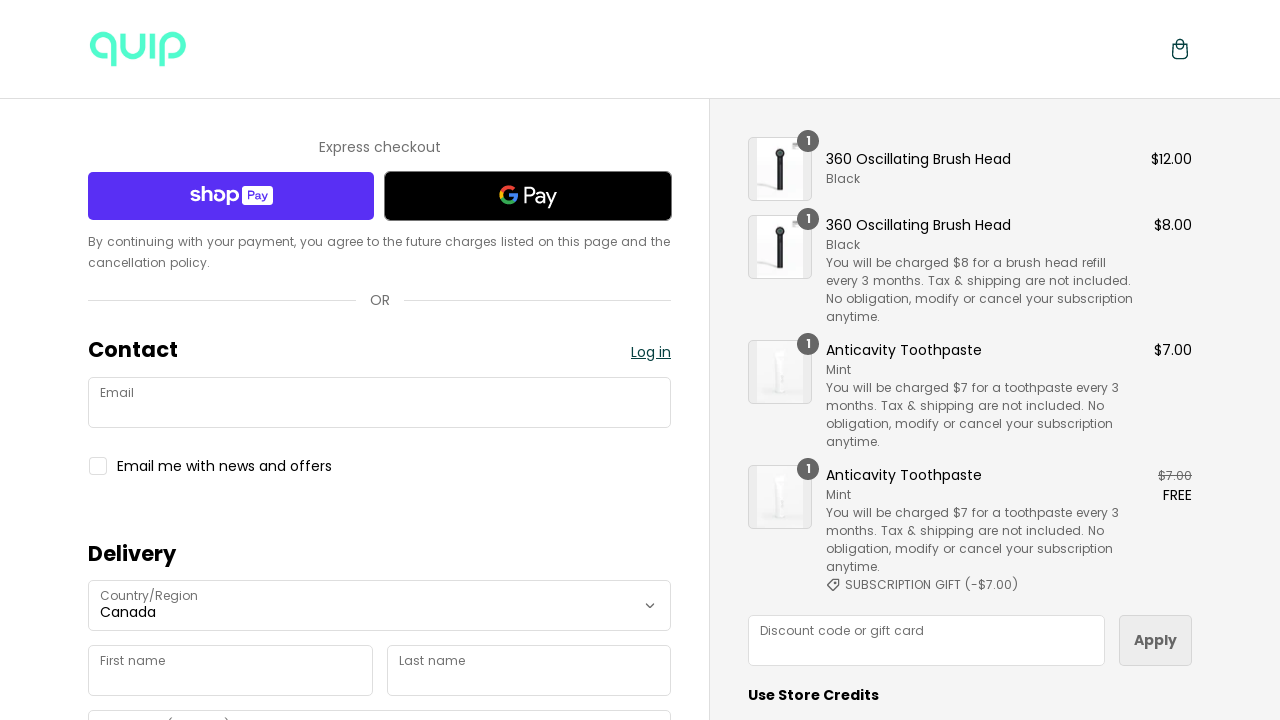 quip
Express checkout
shop Pay
G Pay
By continuing with your payment, you agree to the future charges listed on this page and the
cancellation policy.
OR
Contact
Log in
Email
Email me with news and offers
Delivery
Country/Region
Canada
First name
Last name
1
360 Oscillating Brush Head
$12.00
Black
1
360 Oscillating Brush Head
$8.00
Black
You will be charged $8 for a brush head refill
every 3 months. Tax & shipping are not included.
No obligation, modify or cancel your subscription
anytime.
1
Anticavity Toothpaste
$7.00
Mint
You will be charged $7 for a toothpaste every 3
months. Tax & shipping are not included. No
obligation, modify or cancel your subscription
anytime.
1
Anticavity Toothpaste
$7.00
Mint
FREE
You will be charged $7 for a toothpaste every 3
months. Tax & shipping are not included. No
obligation, modify or cancel your subscription
anytime.
SUBSCRIPTION GIFT (-$7.00)
Discount code or gift card
Apply
Use Store Credits